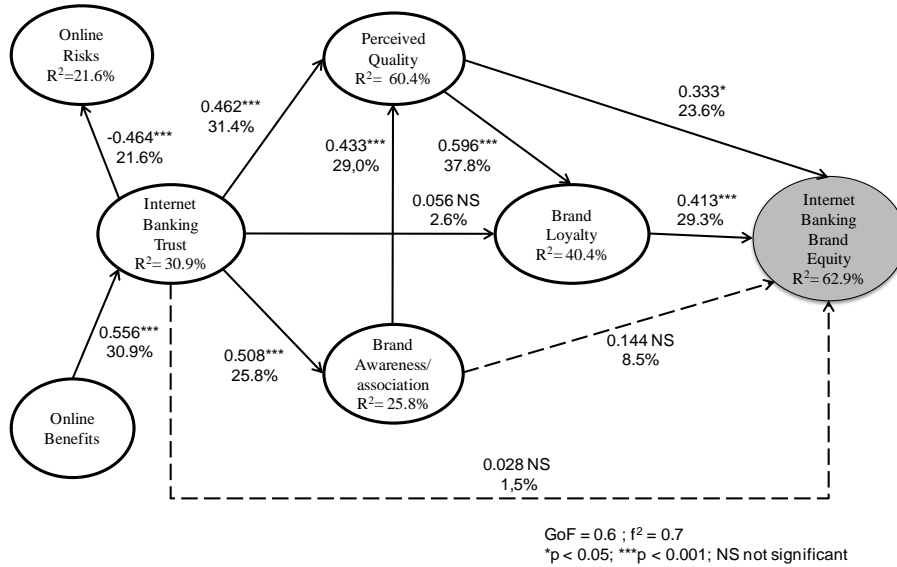 Online
Risks
R²=21.6%
Perceived
Quality
R²= 60.4%
0.333*
23.6%
0.462***
31.4%
-0.464***
21.6%
0.433***
29,0%
0.596***
37.8%
0.056 NS
2.6%
Internet
Banking
Trust
R²= 30.9%
Brand
Loyalty
R²= 40.4%
0.413***
29.3%
Internet
Banking
Brand
Equity
R²= 62.9%
0.556***
30.9%
0.508***
25.8%
Brand
Awareness/
association
R²= 25.8%
0.144 NS
8.5%
Online
Benefits
0.028 NS
1,5%
GoF = 0.6 ; f² = 0.7
*p < 0.05; ***p < 0.001; NS not significant